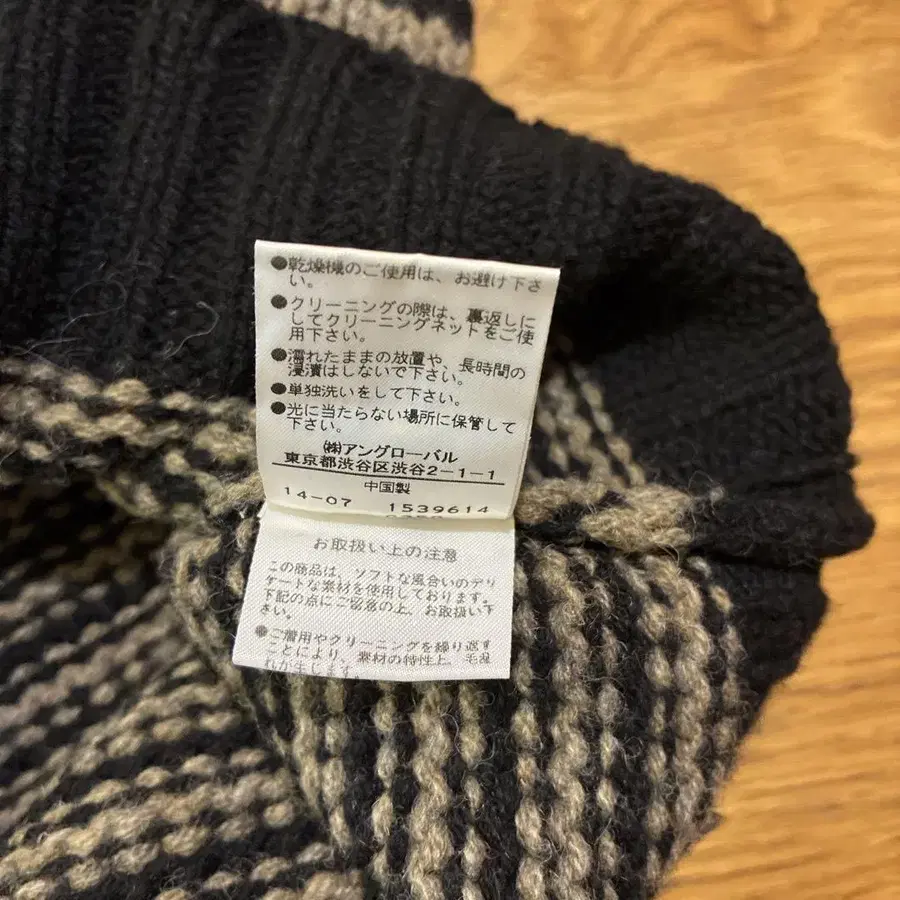 ●乾燥機のご使用は、お避け下さ
い。
●クリーニングの際は、裏返しに
してクリーニングネットをご使
用下さい。
●濡れたままの放置や、長時間の
浸漬はしないで下さい。
●単独洗いをして下さい。
●光に当たらない場所に保管して
下さい。
㈱アングローバル
東京都渋谷区渋谷2-1-1
中国製
14-07 1539614
お取扱い上の注意
この商品は、ソフトな風合いのデリ
ケートな素材を使用しております。
下記の点にご留意の上、お取扱い下
さい。
●ご着用やクリーニングを繰り返す
ことにより、素材の特性上、毛混
れが生じます。